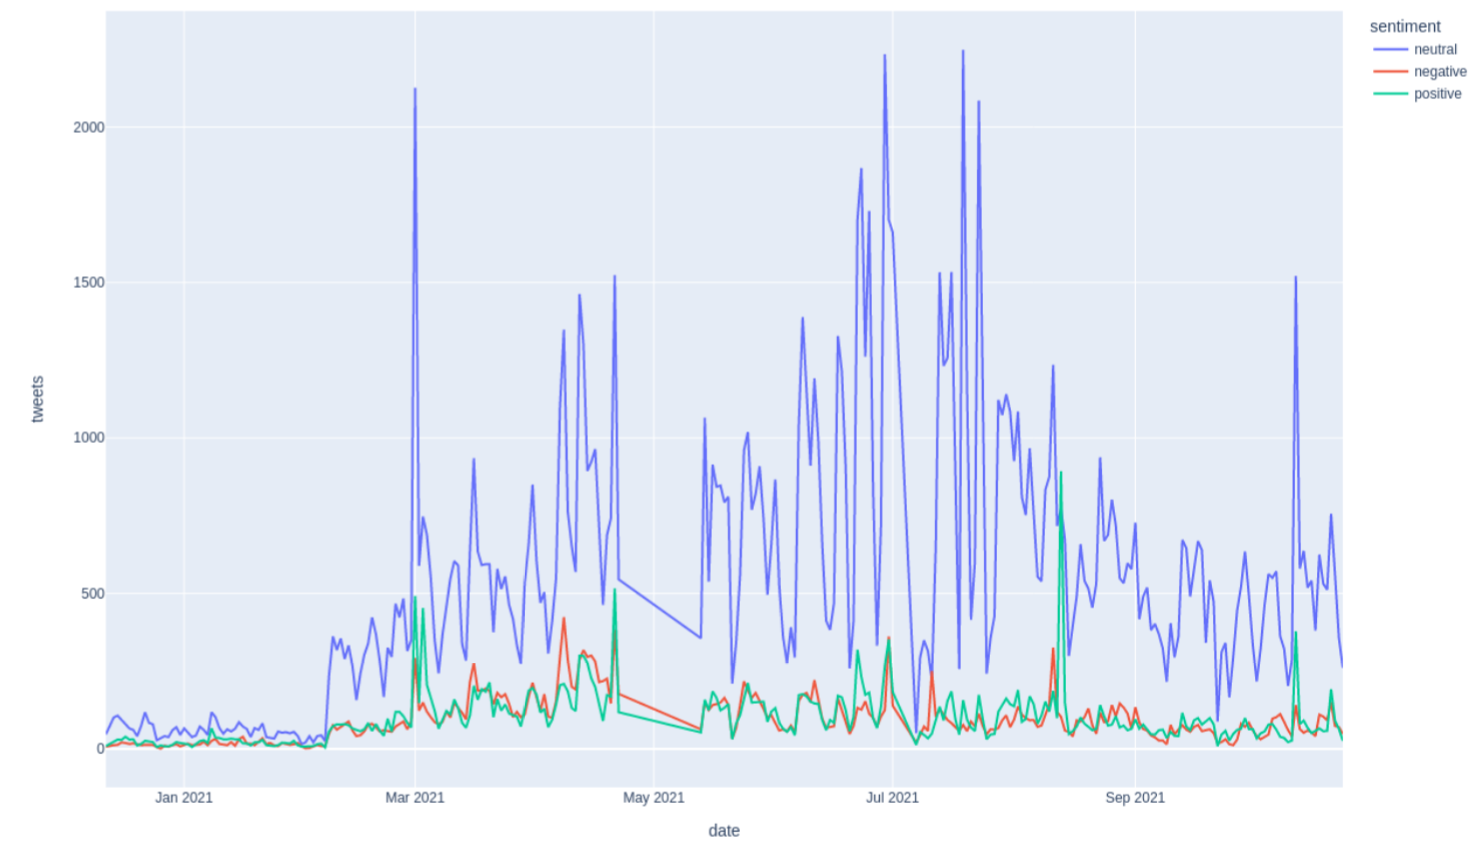 sentiment
neutral
negative
positive
2000
1500
1000
500
0
tweets
Jan 2021
Mar 2021
May 2021
Jul 2021
Sep 2021
date